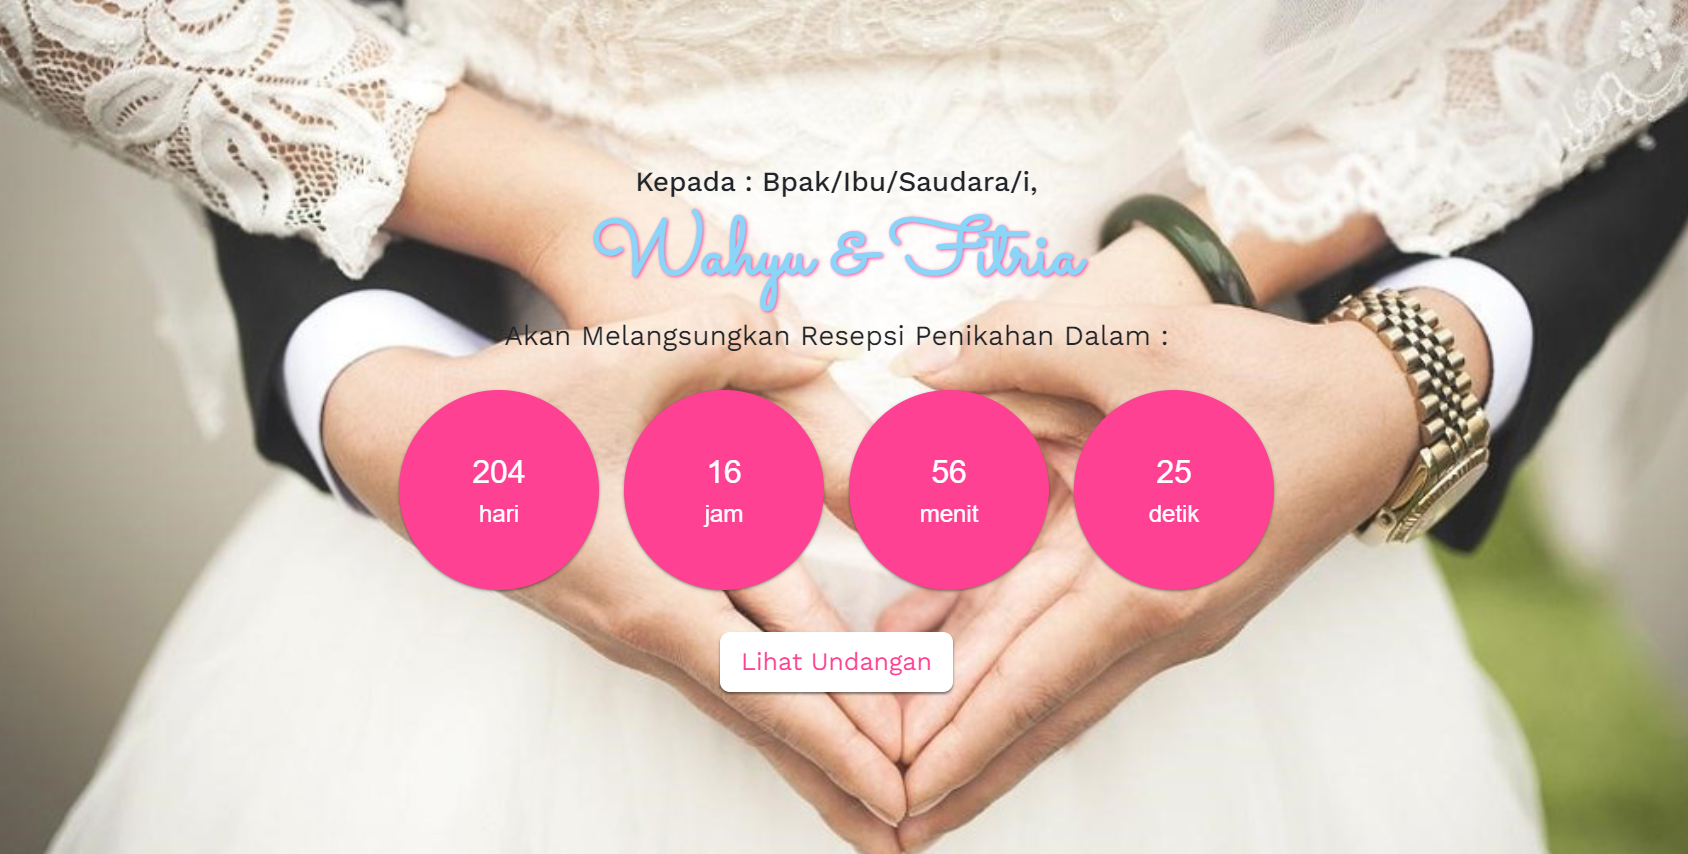 Kepada : Bpak/Ibu/Saudara/i,
Wahyu & Fitria
Akan Melangsungkan Resepsi Penikahan Dalam :
204 16 56 25
hari jam menit detik
Lihat Undangan